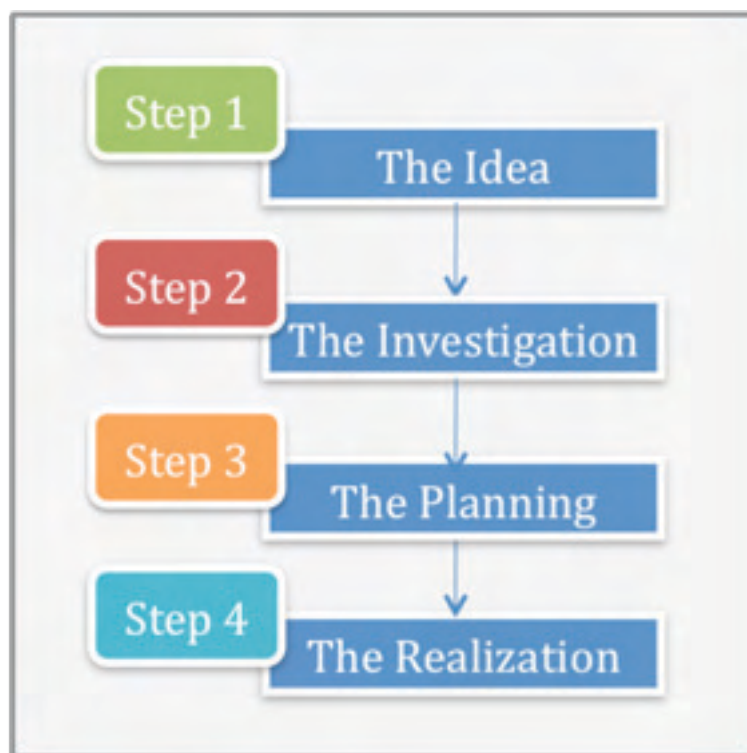 Step 1
The Idea
Step 2
The Investigation
Step 3
The Planning
Step 4
The Realization